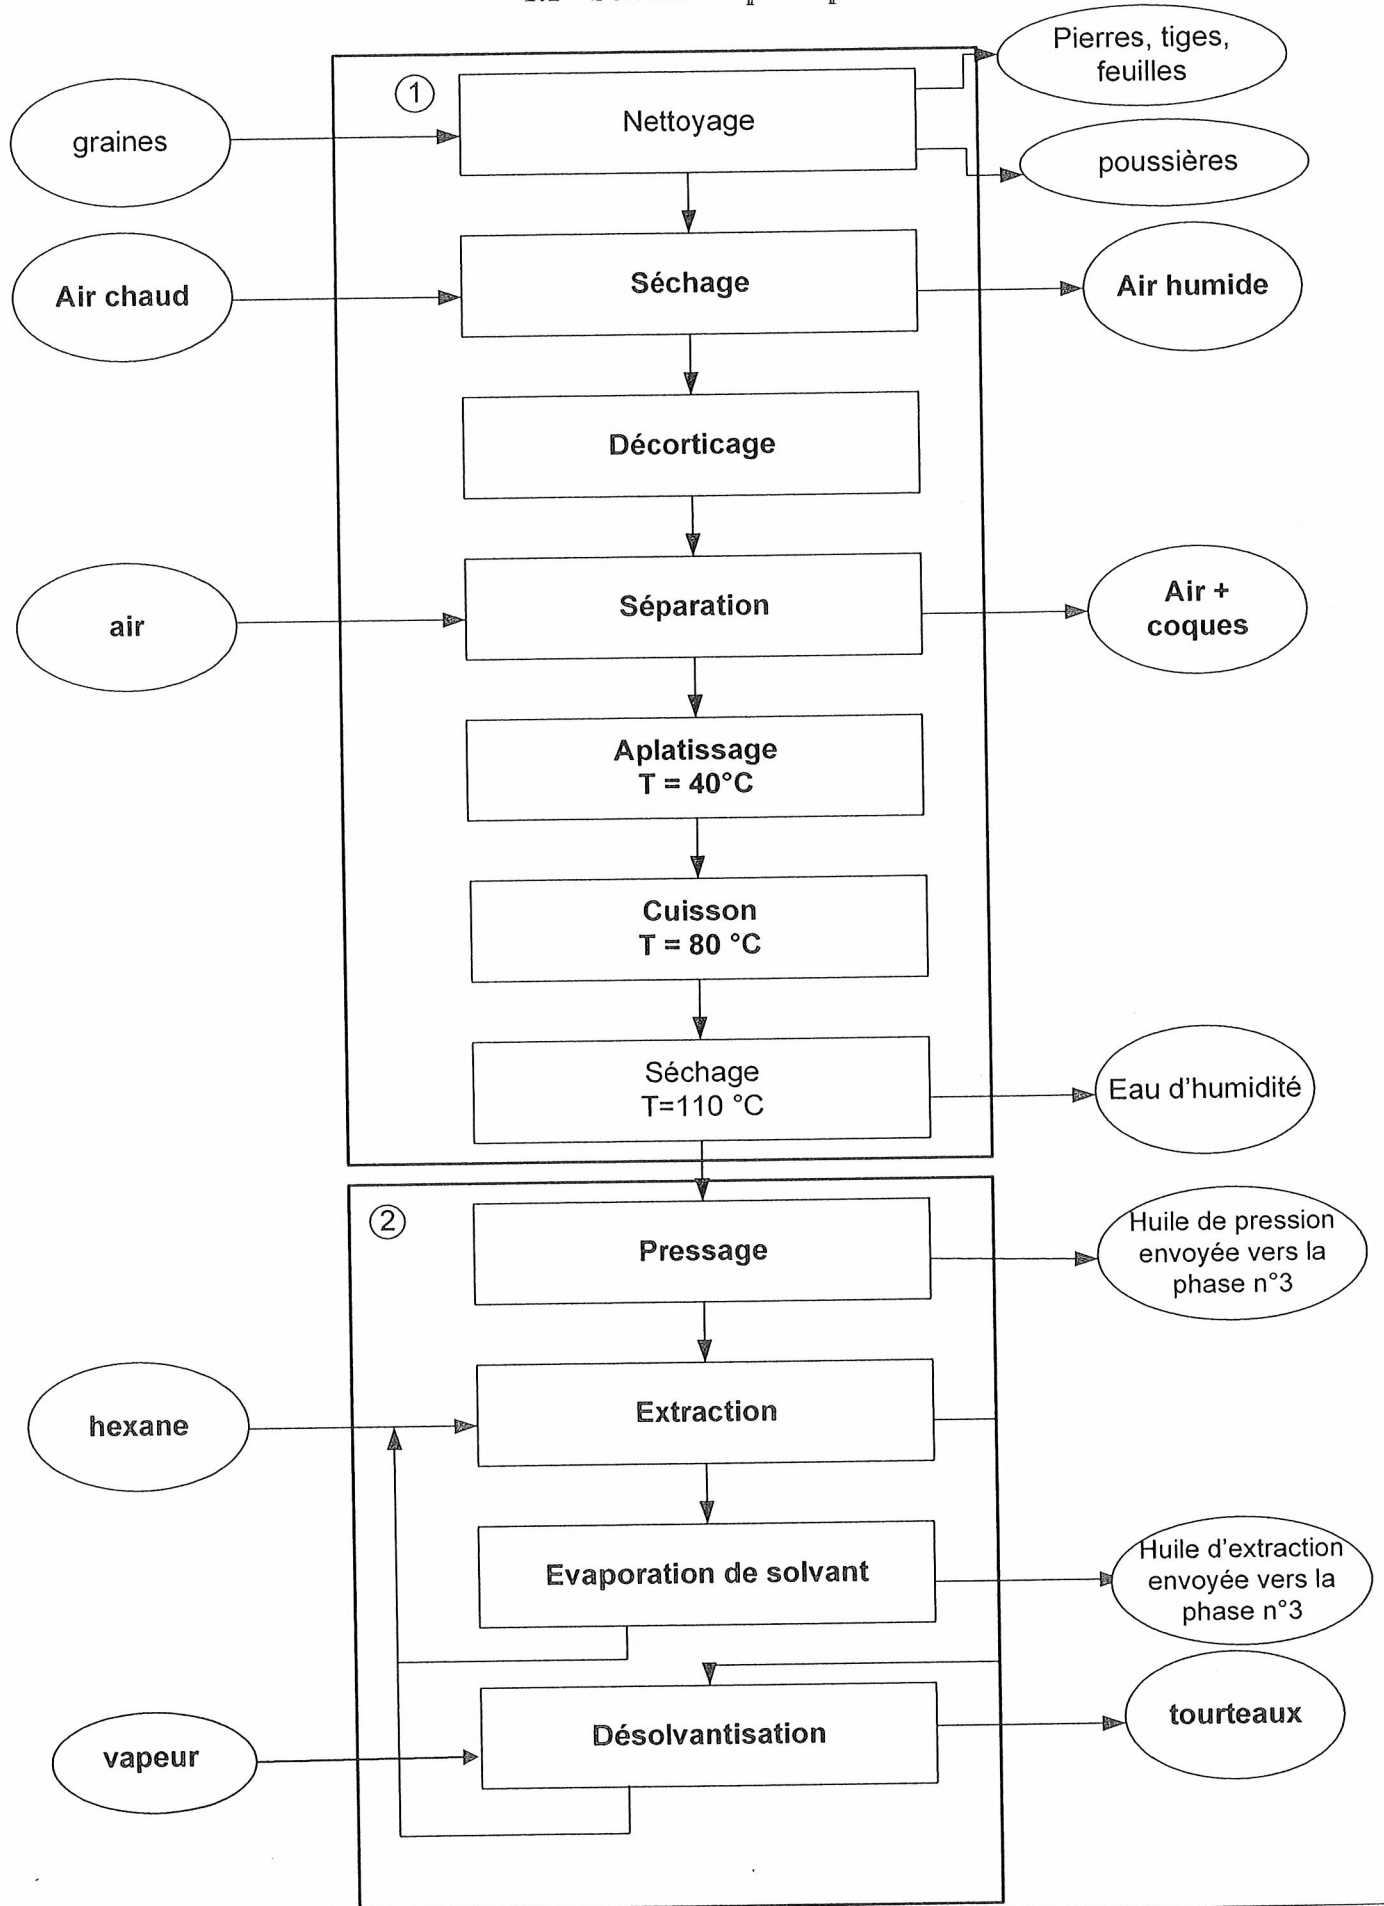 Pierres, tiges,
feuilles
①
Nettoyage
graines
poussières
Air chaud
Séchage
Air humide
Décorticage
air
Séparation
Air +
coques
Aplatissage
T = 40°C
Cuisson
T = 80 °C
Séchage
T=110 °C
Eau d'humidité
②
Pressage
Huile de pression
envoyée vers la
phase n°3
hexane
Extraction
Evaporation de solvant
Huile d'extraction
envoyée vers la
phase n°3
vapeur
Désolvantisation
tourteaux